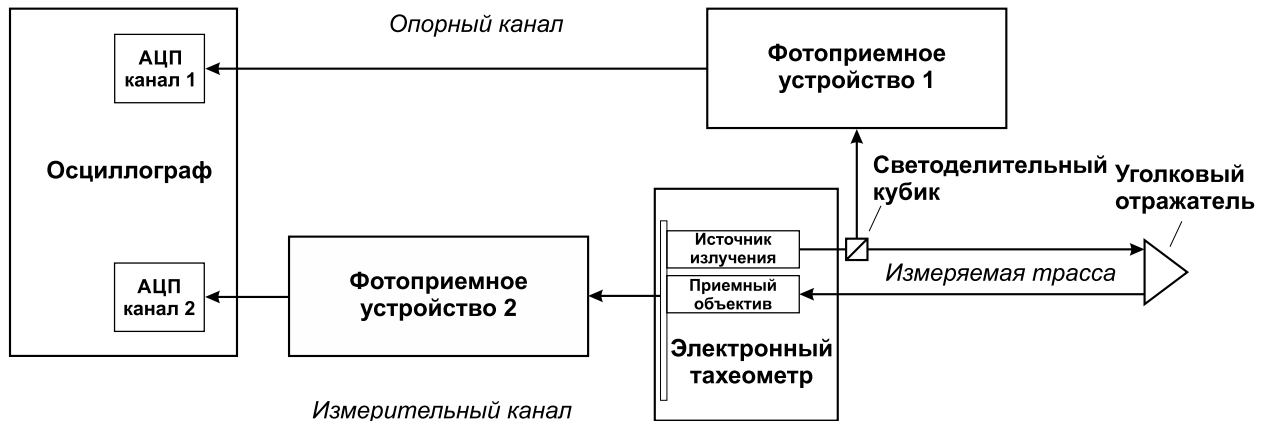 Опорный канал
АЦП
канал 1
Фотоприемное
устройство 1
Осциллограф
Светоделительный
кубик
Уголковый
отражатель
Источник
излучения
Измеряемая трасса
АЦП
канал 2
Фотоприемное
устройство 2
Приемный
объектив
Электронный
тахеометр
Измерительный канал